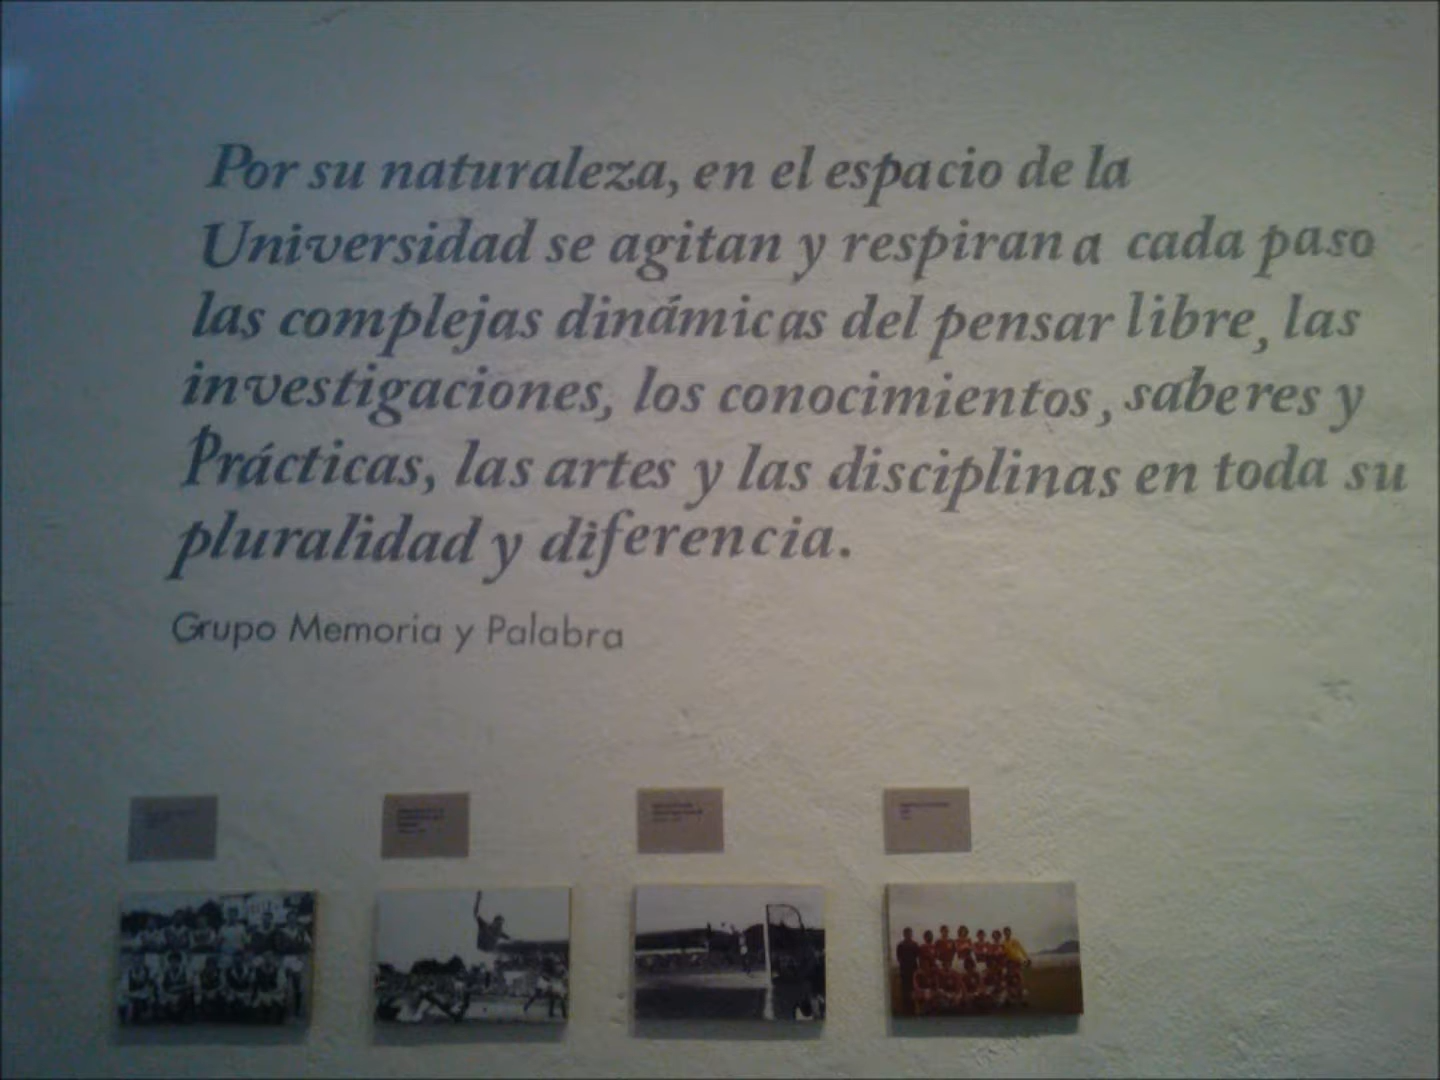 Por su naturaleza, en el espacio de la
Universidad se agitan y respiran a cada paso
las complejas dinámicas del pensar libre, las
investigaciones, los conocimientos, saberes y
Prácticas, las artes y las disciplinas en toda su
pluralidad y diferencia.
Grupo Memoria y Palabra